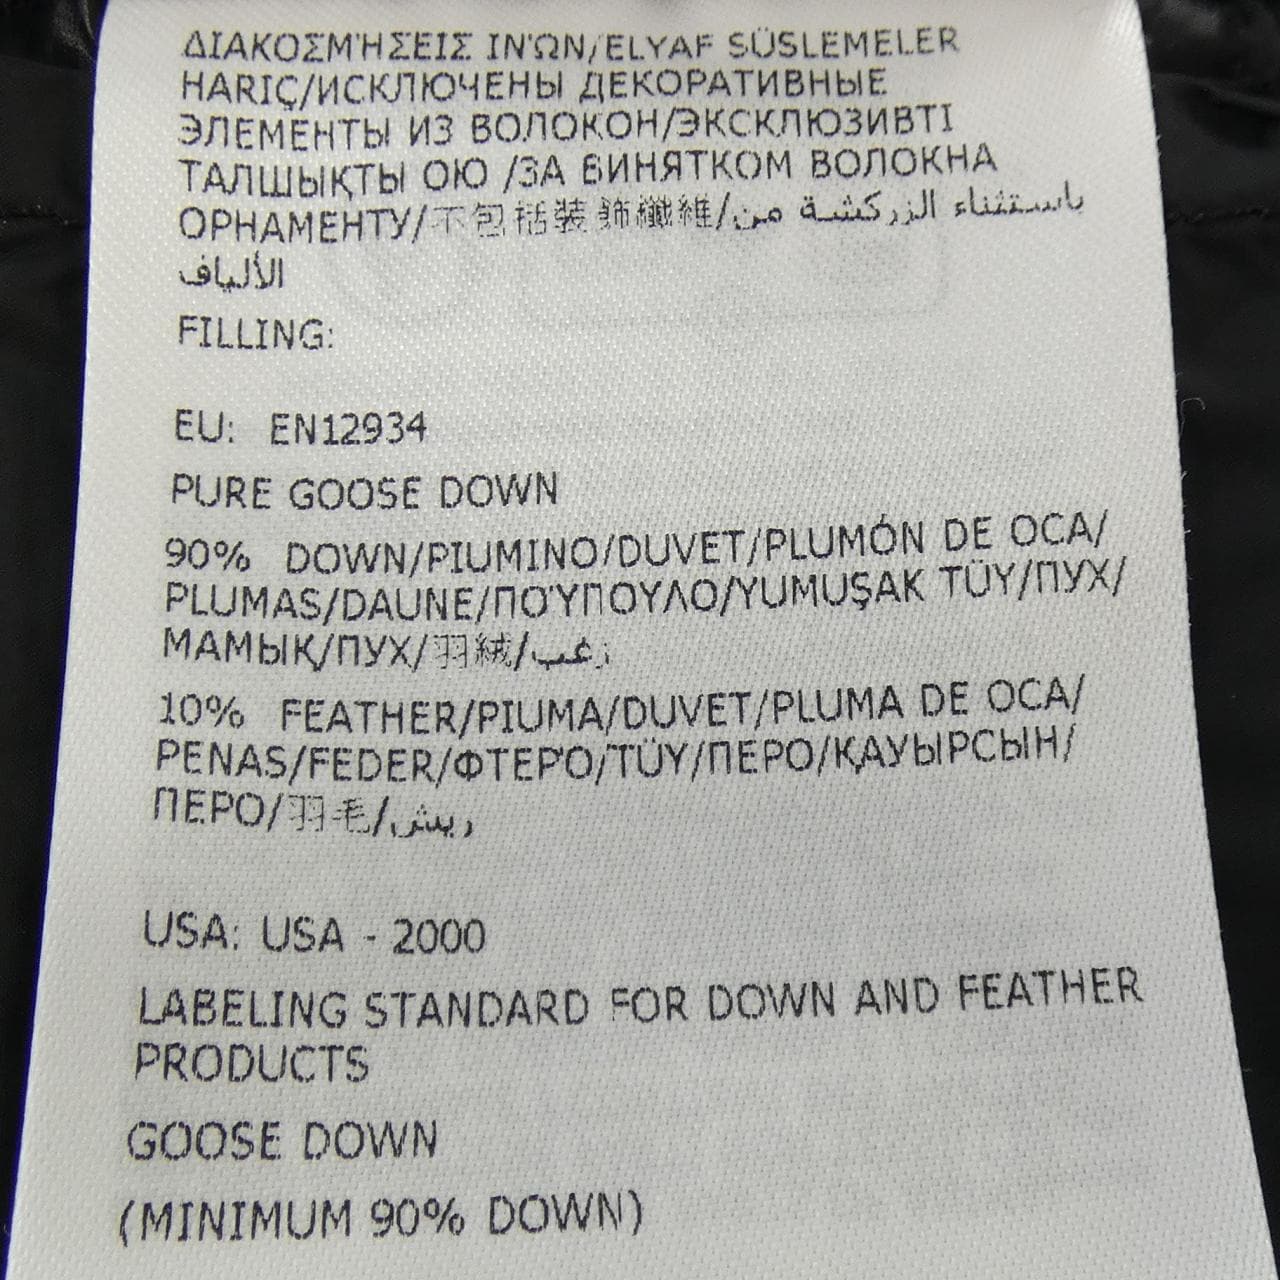 ΔΙΑΚΟΣΜΉΣΕΙΣ ΙΝΏΝ/ELYAF SÜSLEMELER
HARIÇ/ИСКЛЮЧЕНЫ ДЕКОРАТИВНЫЕ
ЭЛЕМЕНТЫ ИЗ ВОЛОКОН/ЭКСКЛЮЗИВТІ
ТАЛШЫҚТЫ ОЮ /ЗА ВИНЯТКОМ ВОЛОКНА
ОРНАМЕНТУ/不包括裝飾纖維/باستثناء الزركشة من
الألياف
FILLING:
EU: EN12934
PURE GOOSE DOWN
90% DOWN/PIUMINO/DUVET/PLUMÓN DE OCA/
PLUMAS/DAUNE/ΠΟΎΠΟΥΛΟ/YUMUŞAK TÜY/ПУХ/
МАМЫҚ/ПУХ/羽絨/زغب
10% FEATHER/PIUMA/DUVET/PLUMA DE OCA/
PENAS/FEDER/ΦΤΕΡΌ/TÜY/ПЕРО/ҚАУЫРСЫН/
ПЕРО/羽毛/ريش
USA: USA - 2000
LABELING STANDARD FOR DOWN AND FEATHER
PRODUCTS
GOOSE DOWN
(MINIMUM 90% DOWN)